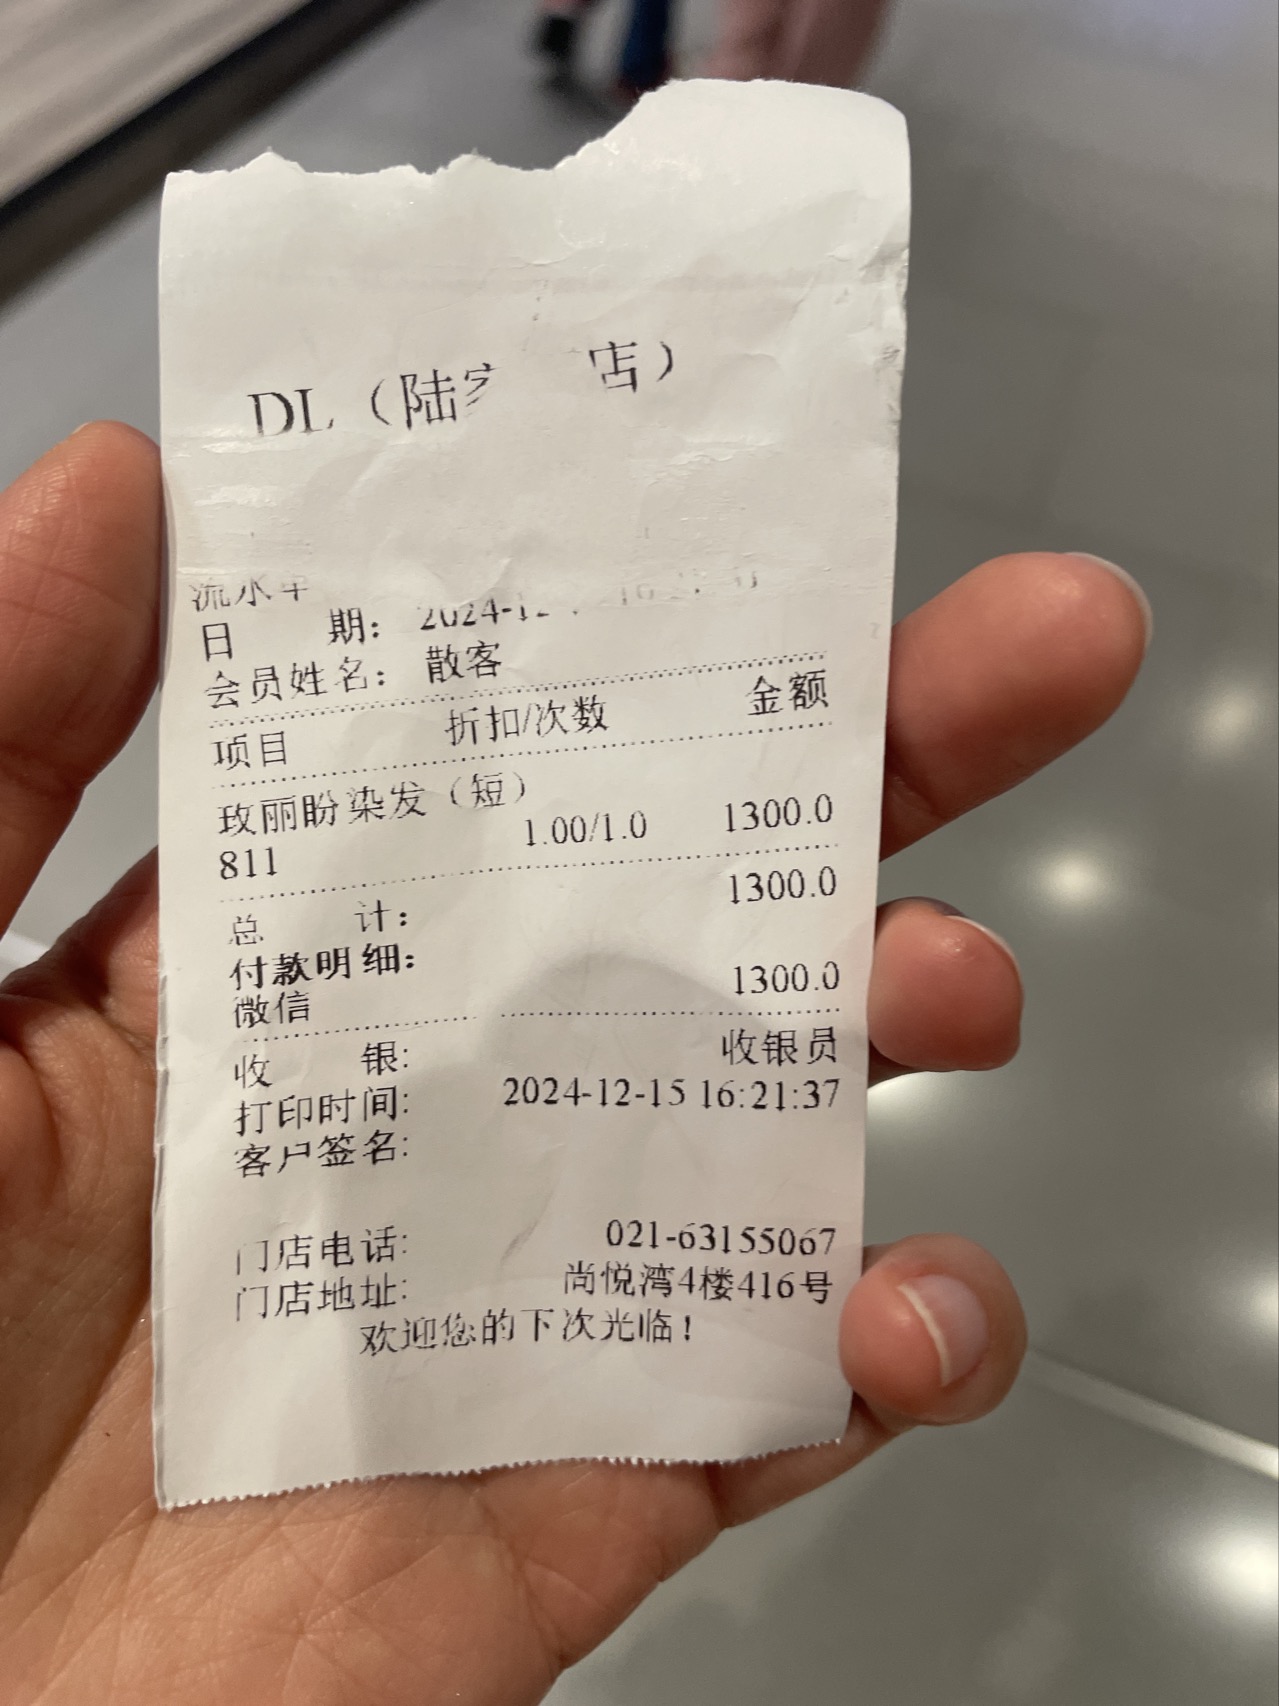 DL（陆 店）
流水单
日 期： 2024-12
会员姓名： 散客
项目 折扣/次数 金额
玫丽盼染发（短）
811 1.00/1.0 1300.0
总 计： 1300.0
付款明细：
微信 1300.0
收 银: 收银员
打印时间: 2024-12-15 16:21:37
客户签名:
门店电话: 021-63155067
门店地址: 尚悦湾4楼416号
欢迎您的下次光临！